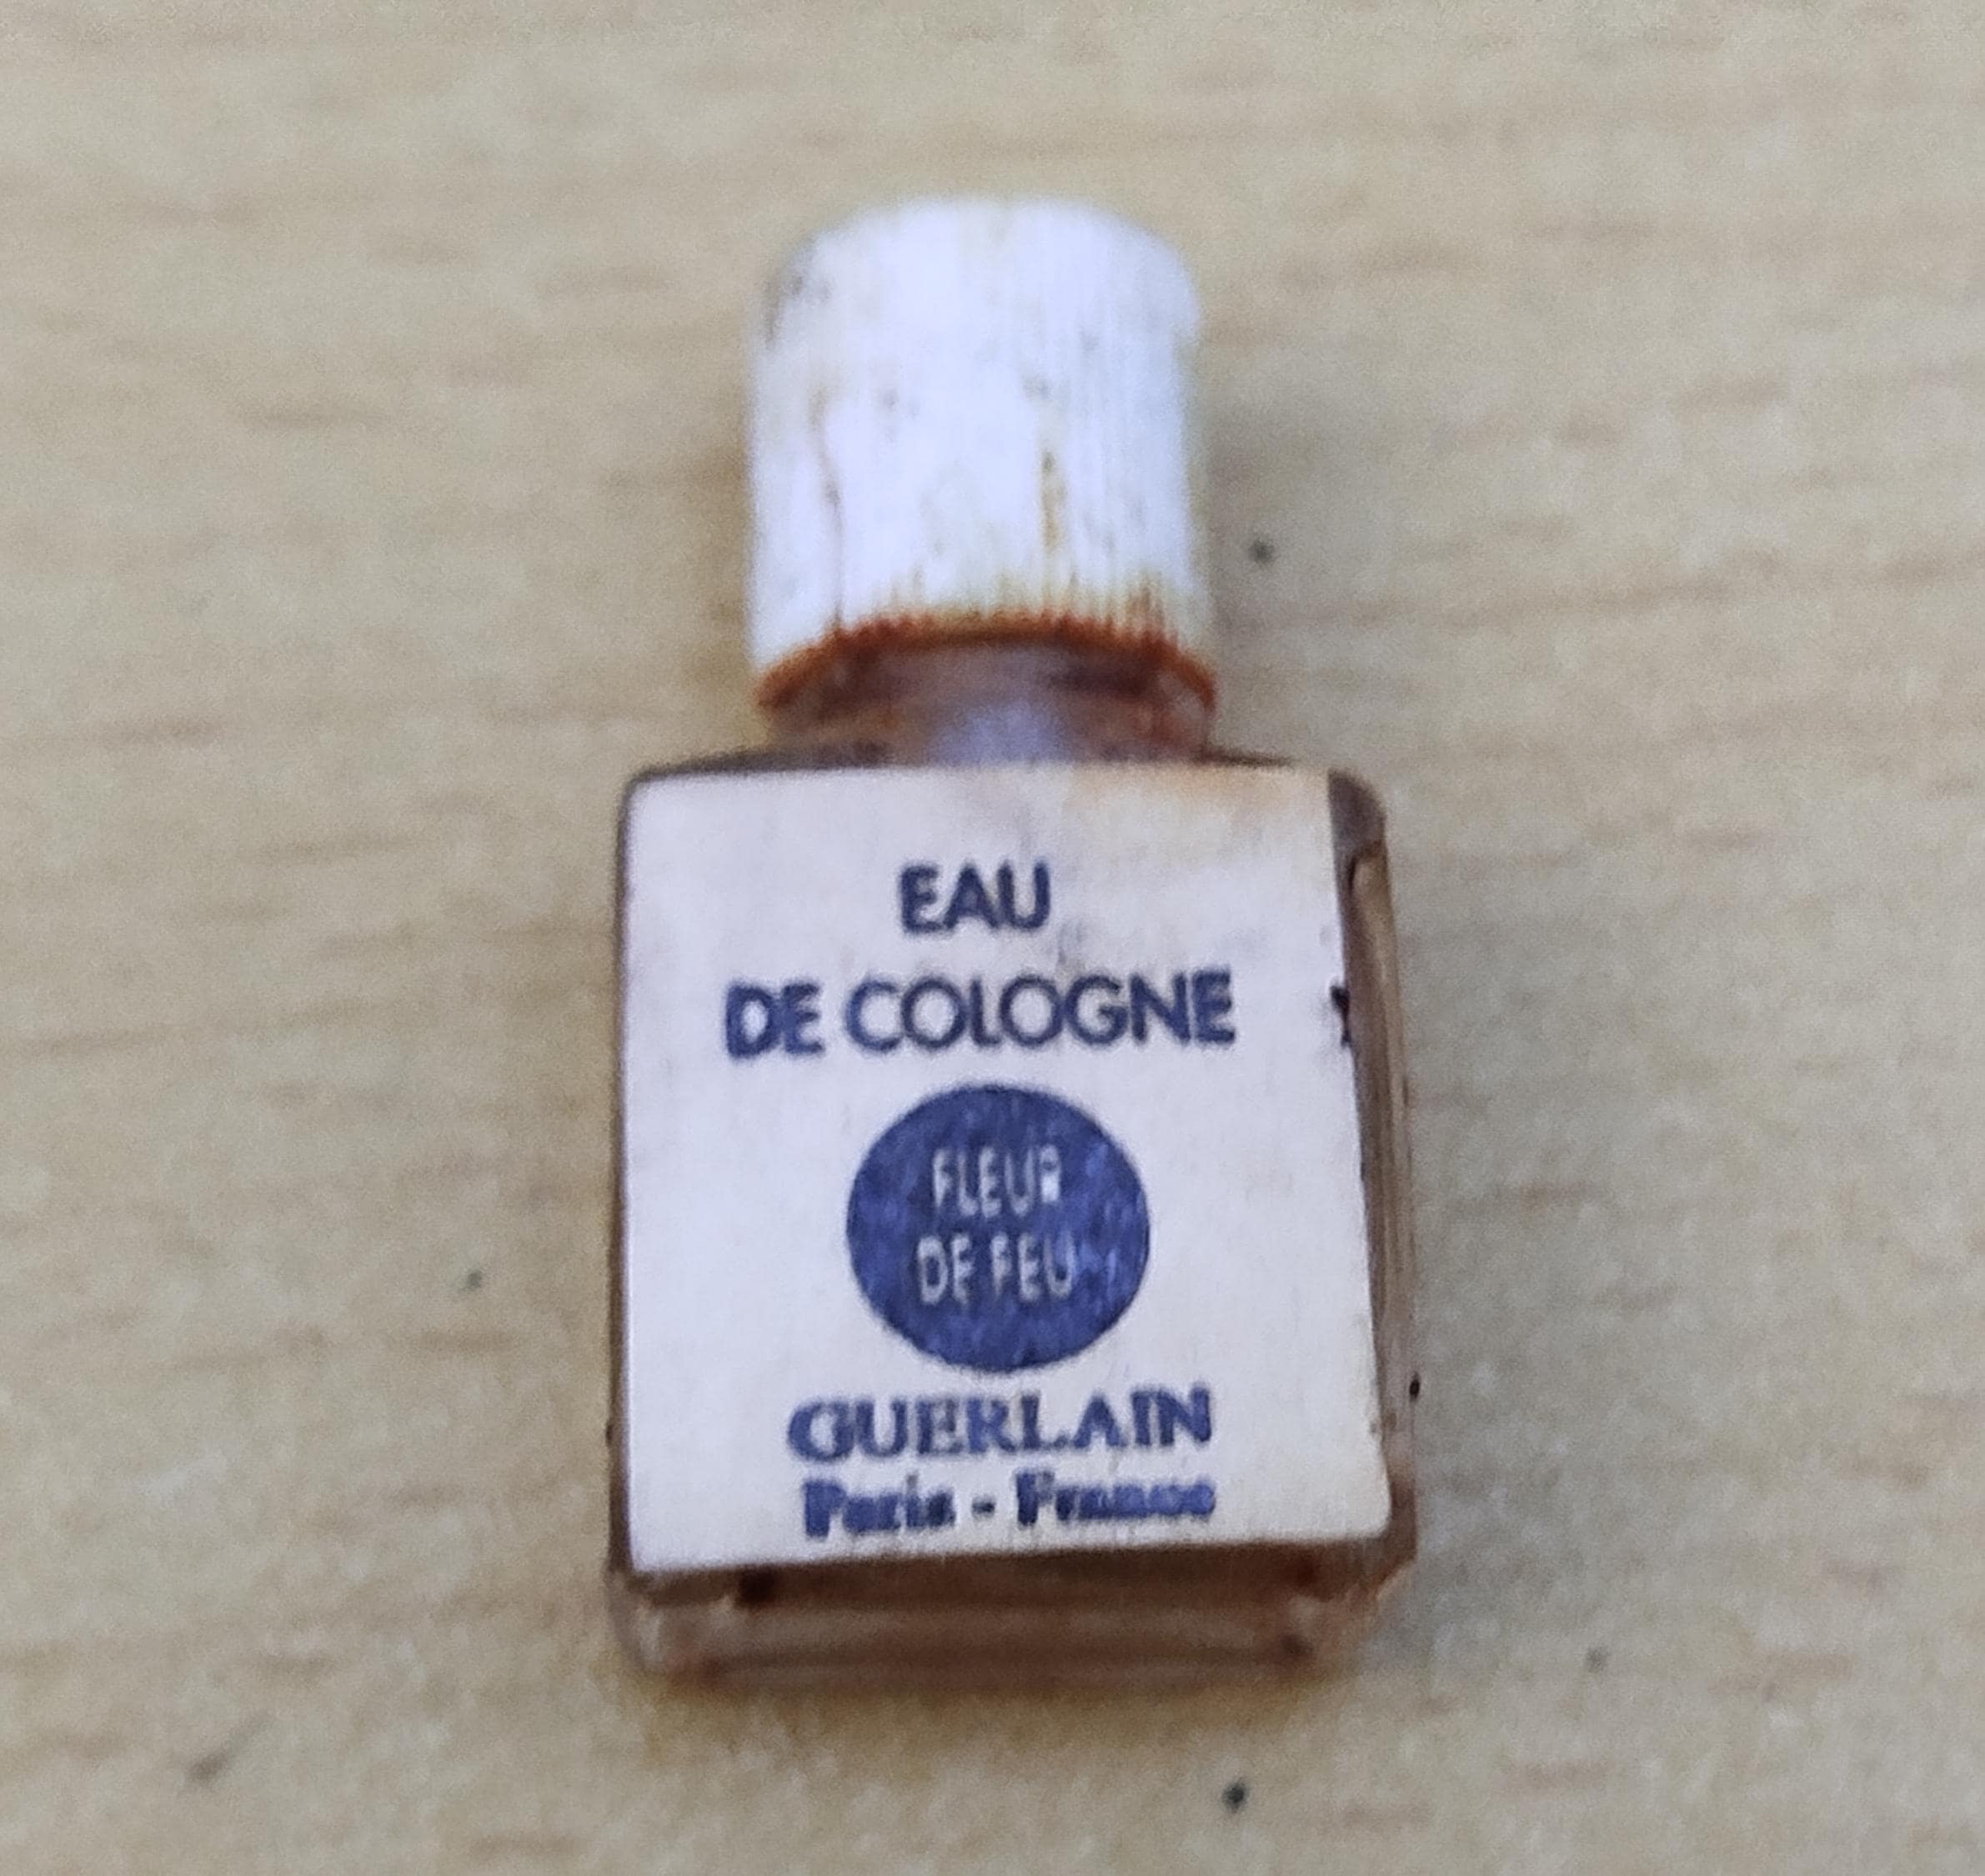 EAU
DE COLOGNE
FLEUR
DE FEU
GUERLAIN
Paris - France